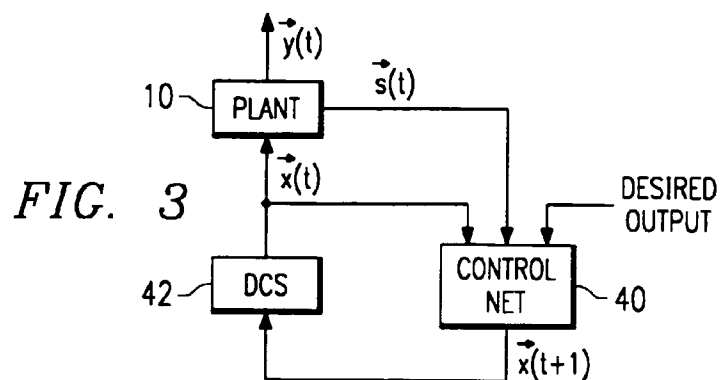 y(t)
10
PLANT
s(t)
x(t)
FIG. 3
DESIRED
OUTPUT
42
DCS
CONTROL
NET
40
x(t+1)